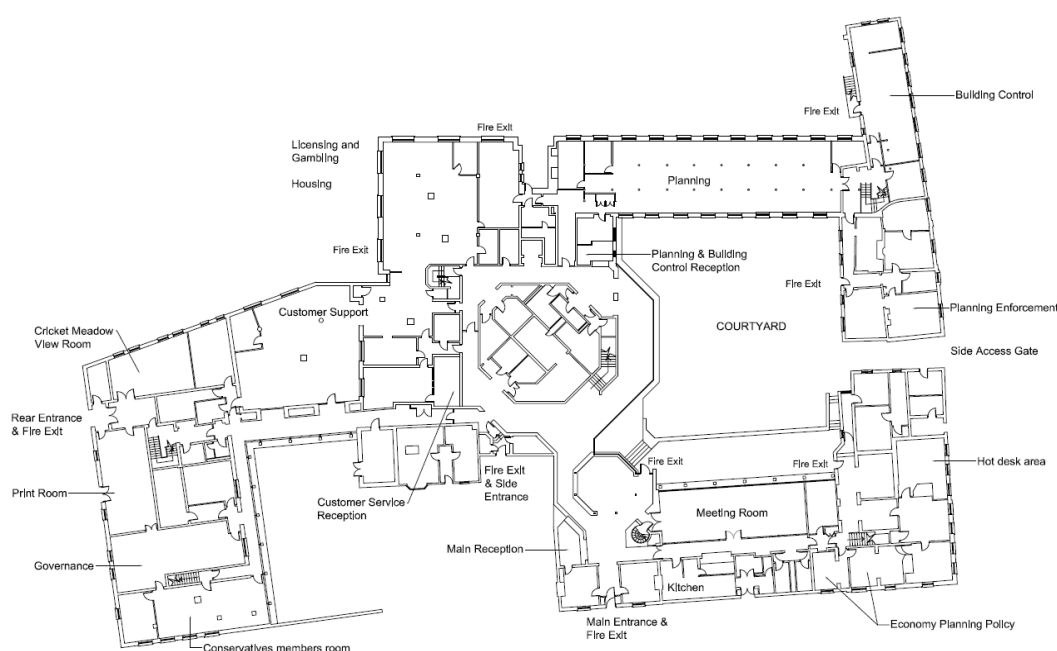 Building Control
Fire Exit
Fire Exit
Licensing and
Gambling
Housing
Planning
Fire Exit
Planning & Building
Control Reception
Fire Exit
Customer Support
COURTYARD
Planning Enforcement
Cricket Meadow
View Room
Side Access Gate
Rear Entrance
& Fire Exit
Fire Exit
Fire Exit
Hot desk area
Fire Exit
& Side
Entrance
Print Room
Customer Service
Reception
Meeting Room
Main Reception
Governance
Kitchen
Main Entrance &
Fire Exit
Economy Planning Policy
Conservatives members room